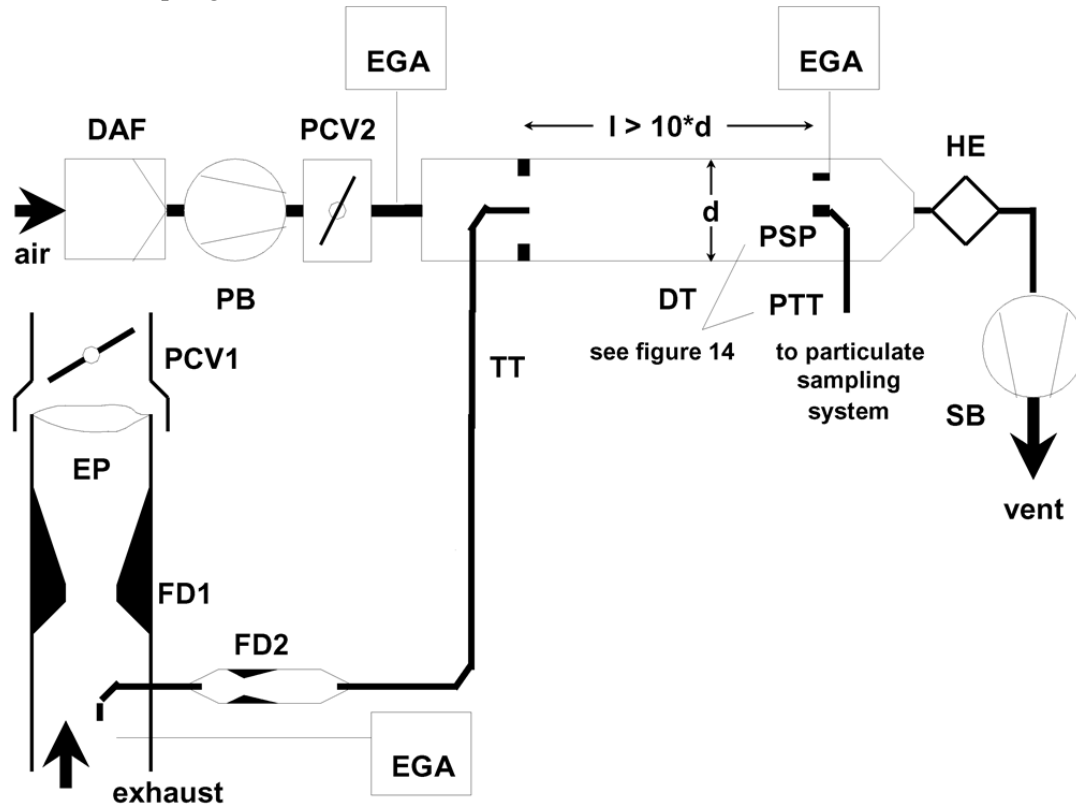 EGA
EGA
DAF
PCV2
l > 10*d
HE
air
d
PSP
PB
DT
PTT
PCV1
see figure 14
to particulate
sampling
system
TT
SB
EP
vent
FD1
FD2
EGA
exhaust